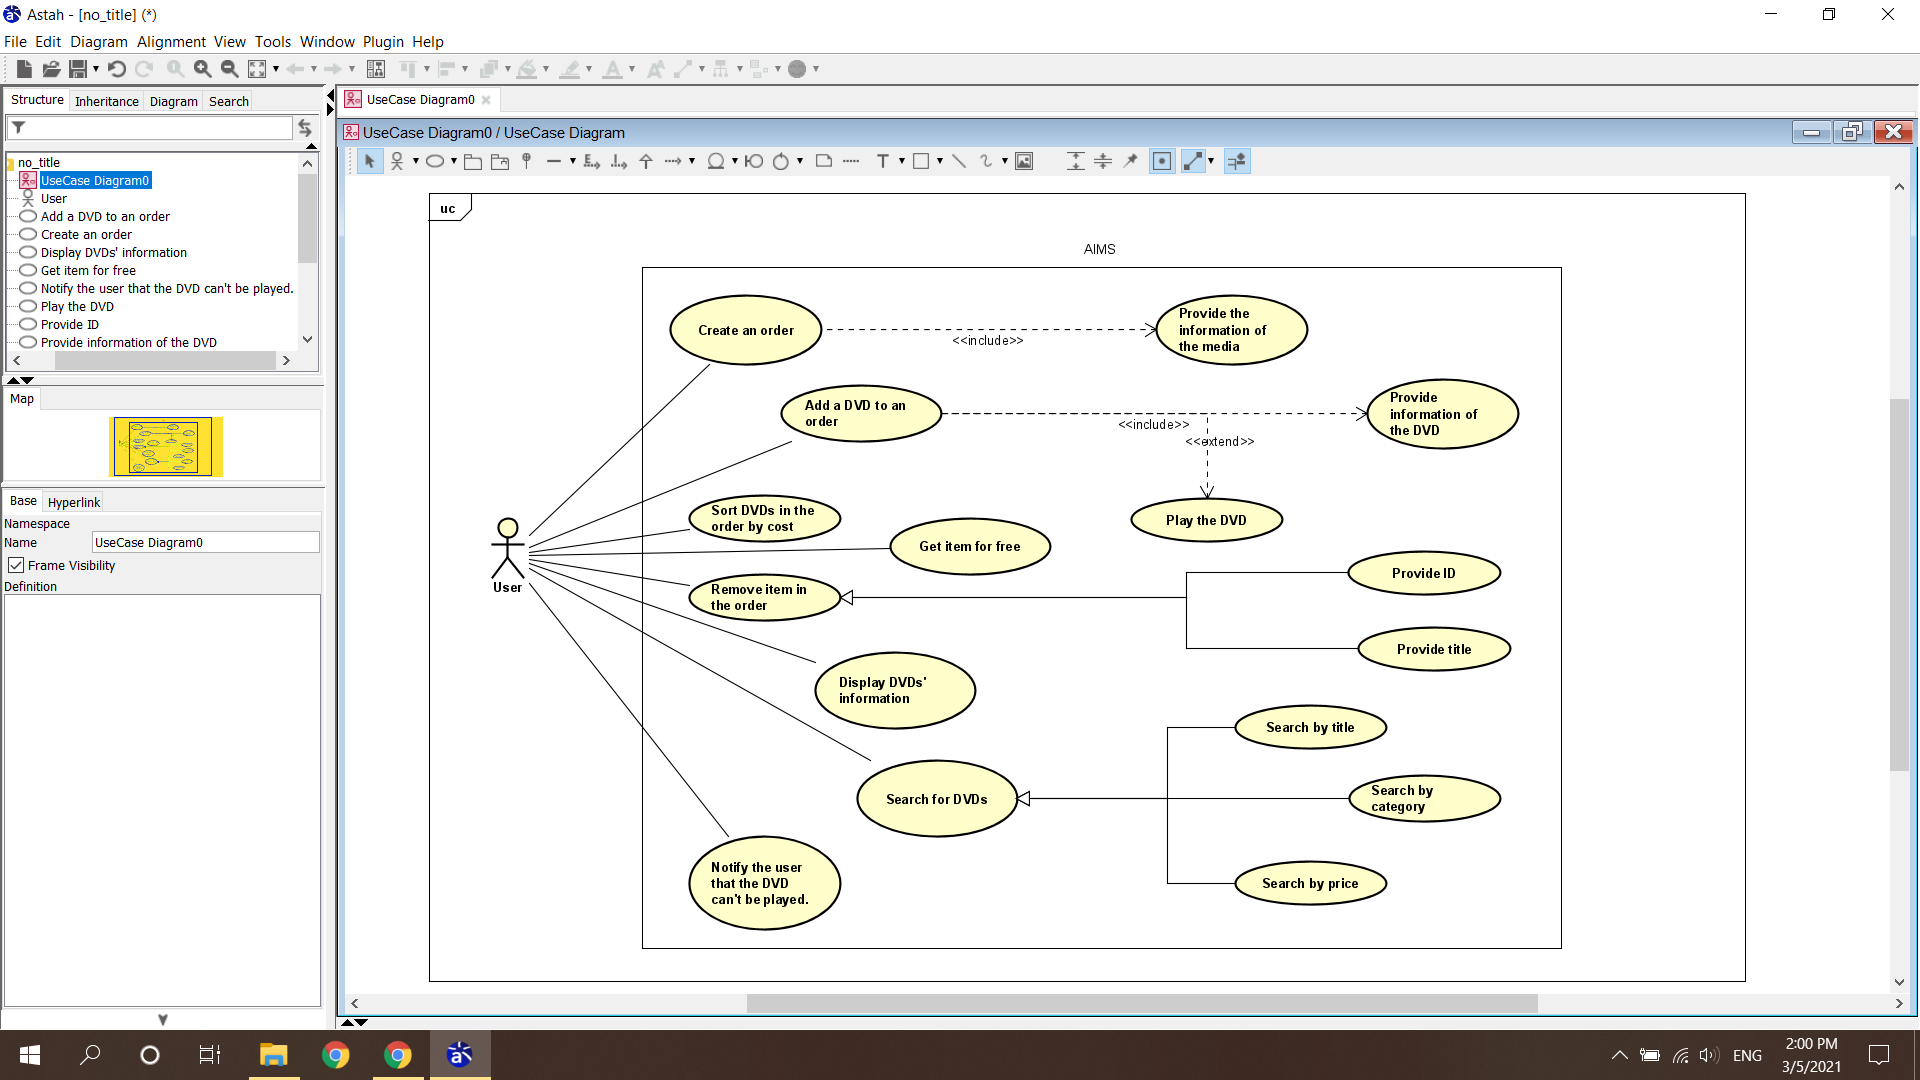 Astah - [no_title] (*)
File Edit Diagram Alignment View Tools Window Plugin Help
Structure Inheritance Diagram Search
no_title
UseCase Diagram0
User
Add a DVD to an order
Create an order
Display DVDs' information
Get item for free
Notify the user that the DVD can't be played.
Play the DVD
Provide ID
Provide information of the DVD
Map
Base Hyperlink
Namespace
Name UseCase Diagram0
Frame Visibility
Definition
UseCase Diagram0
UseCase Diagram0 / UseCase Diagram
uc
AIMS
Create an order
<<include>>
Provide the
information of
the media
Add a DVD to an
order
<<include>>
<<extend>>
Provide
information of
the DVD
Play the DVD
Sort DVDs in the
order by cost
Get item for free
User
Remove item in
the order
Provide ID
Provide title
Display DVDs'
information
Search for DVDs
Search by title
Search by
category
Search by price
Notify the user
that the DVD
can't be played.
ENG
2:00 PM
3/5/2021